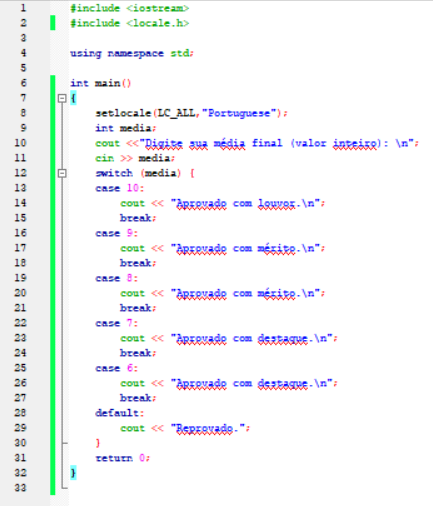 1 #include <iostream>
2 #include <locale.h>
3
4 using namespace std;
5
6 int main()
7 {
8 setlocale(LC_ALL,"Portuguese");
9 int media;
10 cout <<"Digite sua média final (valor inteiro): \n";
11 cin >> media;
12 switch (media) {
13 case 10:
14 cout << "Aprovado com louvor.\n";
15 break;
16 case 9:
17 cout << "Aprovado com mérito.\n";
18 break;
19 case 8:
20 cout << "Aprovado com mérito.\n";
21 break;
22 case 7:
23 cout << "Aprovado com destaque.\n";
24 break;
25 case 6:
26 cout << "Aprovado com destaque.\n";
27 break;
28 default:
29 cout << "Reprovado.";
30 }
31 return 0;
32 }
33